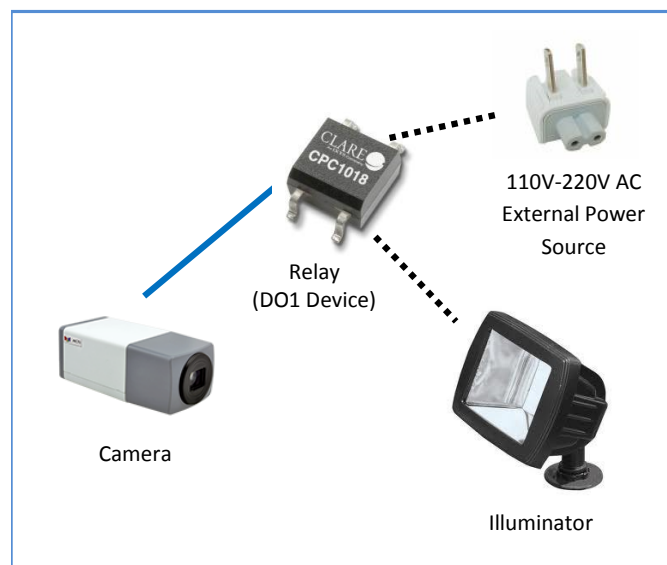 CLARE
CPC1018
110V-220V AC
External Power
Source
Relay
(DO1 Device)
Camera
Illuminator